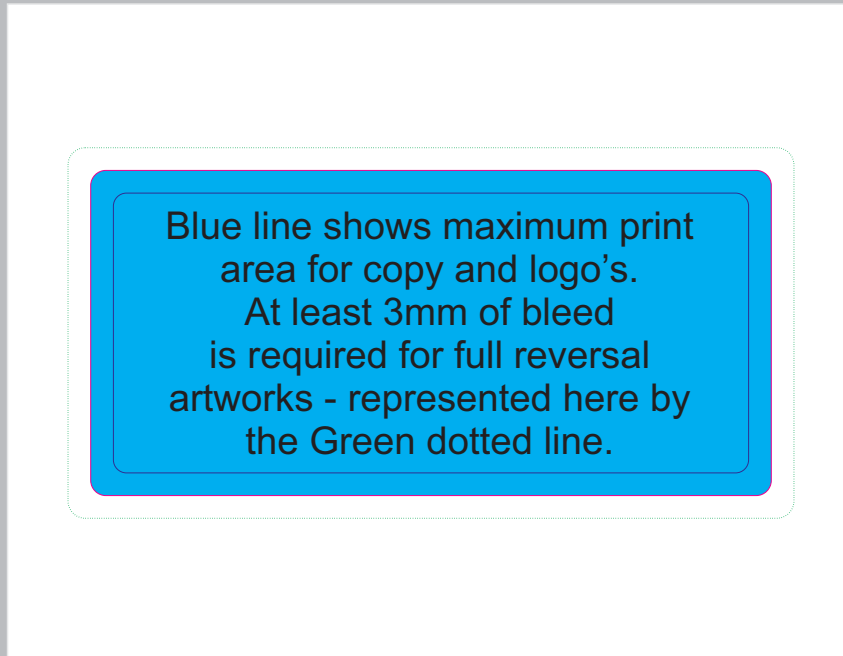 Blue line shows maximum print
area for copy and logo’s.
At least 3mm of bleed
is required for full reversal
artworks - represented here by
the Green dotted line.